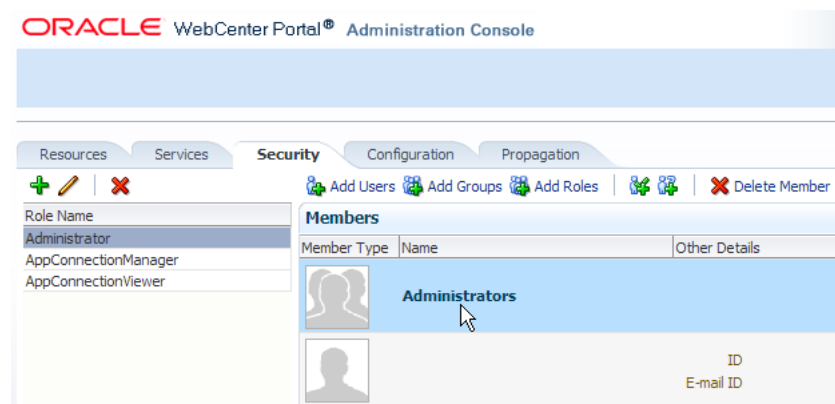 ORACLE WebCenter Portal® Administration Console
Resources Services Security Configuration Propagation
Add Users Add Groups Add Roles Delete Member
Role Name
Administrator
AppConnectionManager
AppConnectionViewer
Members
Member Type Name Other Details
Administrators
ID
E-mail ID